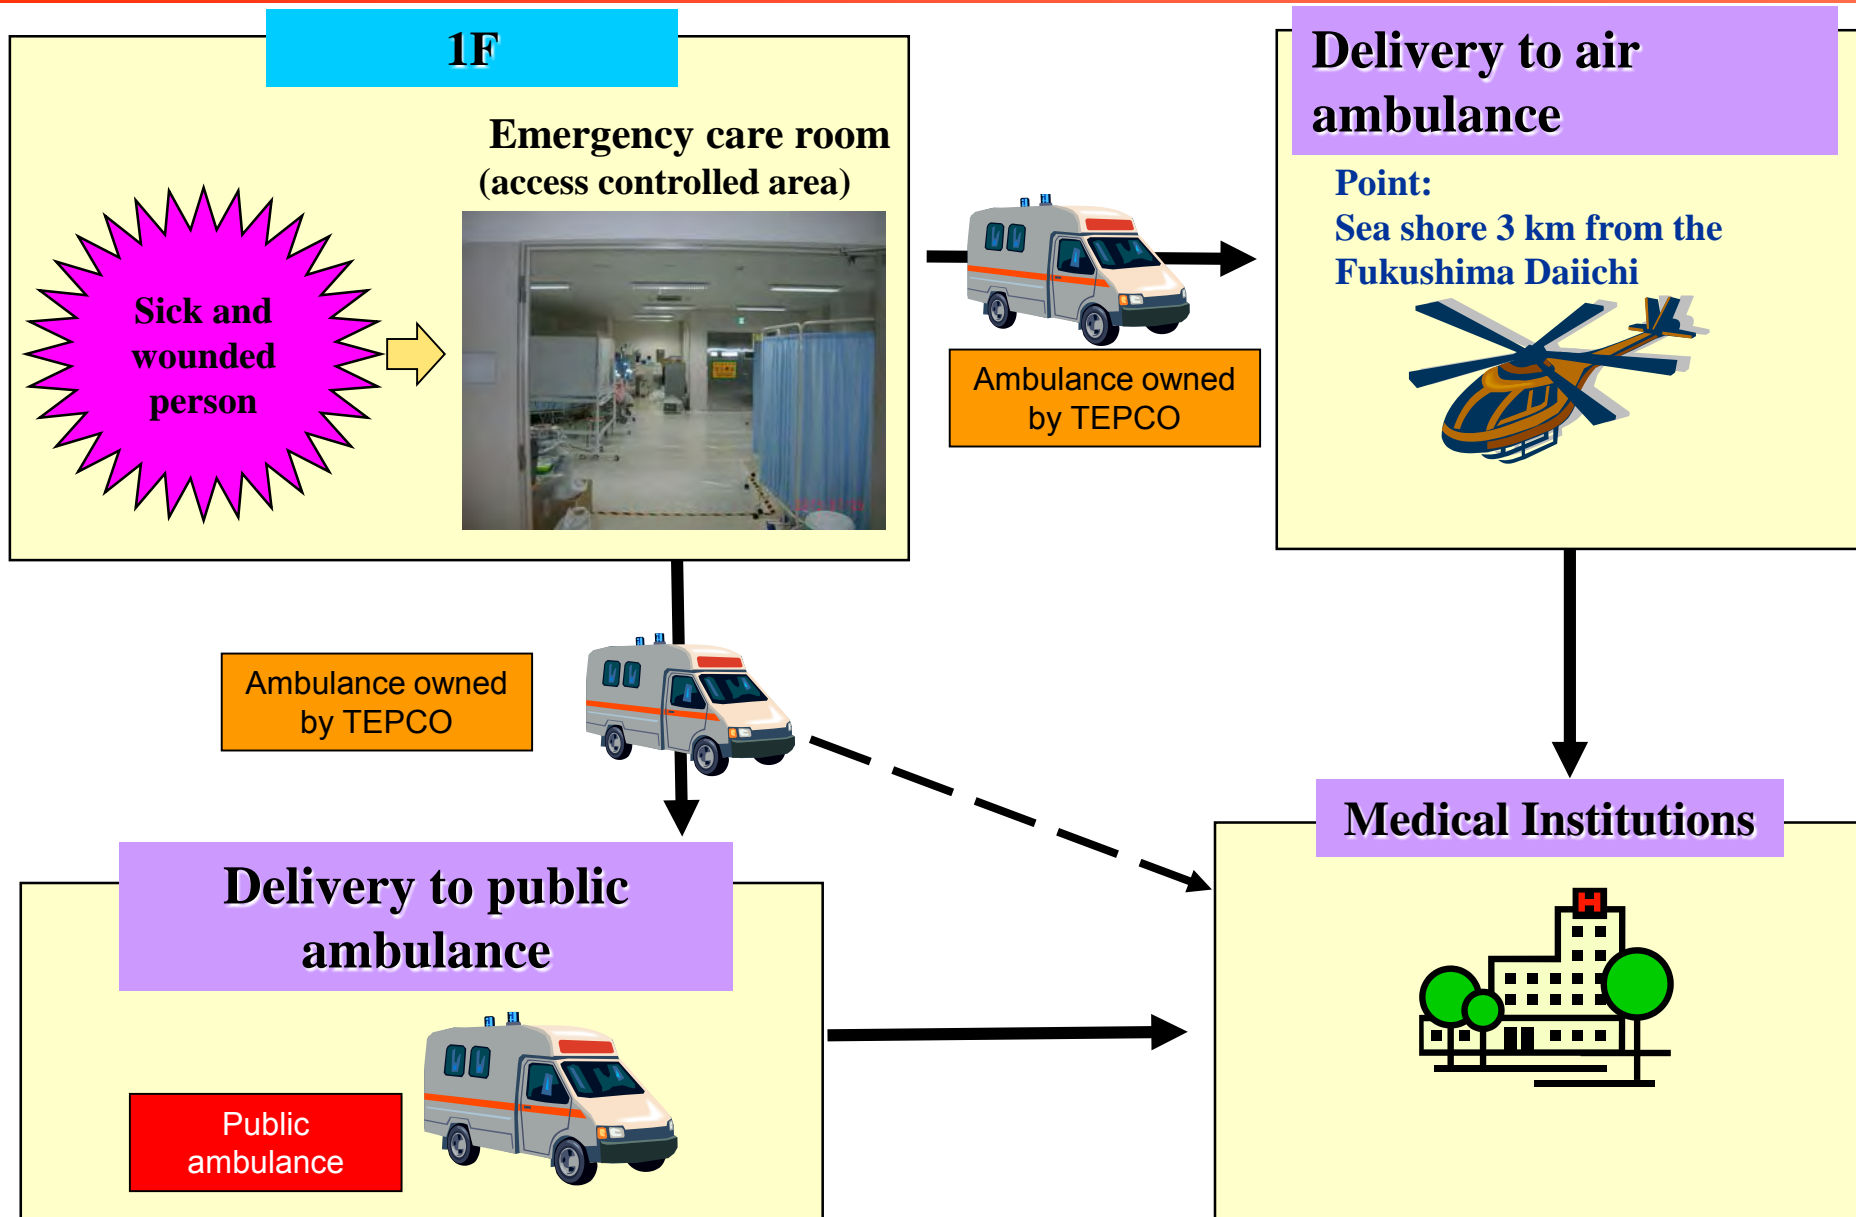 1F
Emergency care room
(access controlled area)
Sick and
wounded
person
Ambulance owned
by TEPCO
Delivery to air
ambulance
Point:
Sea shore 3 km from the
Fukushima Daiichi
Ambulance owned
by TEPCO
Delivery to public
ambulance
Public
ambulance
Medical Institutions
H